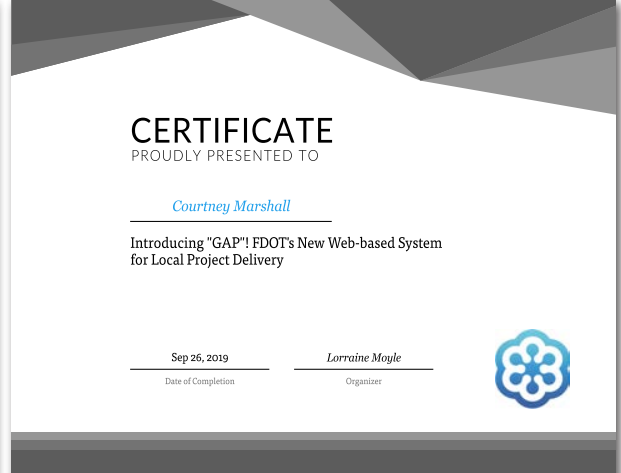 CERTIFICATE
PROUDLY PRESENTED TO
Courtney Marshall
Introducing "GAP"! FDOT's New Web-based System
for Local Project Delivery
Sep 26, 2019
Lorraine Moyle
Date of Completion
Organizer